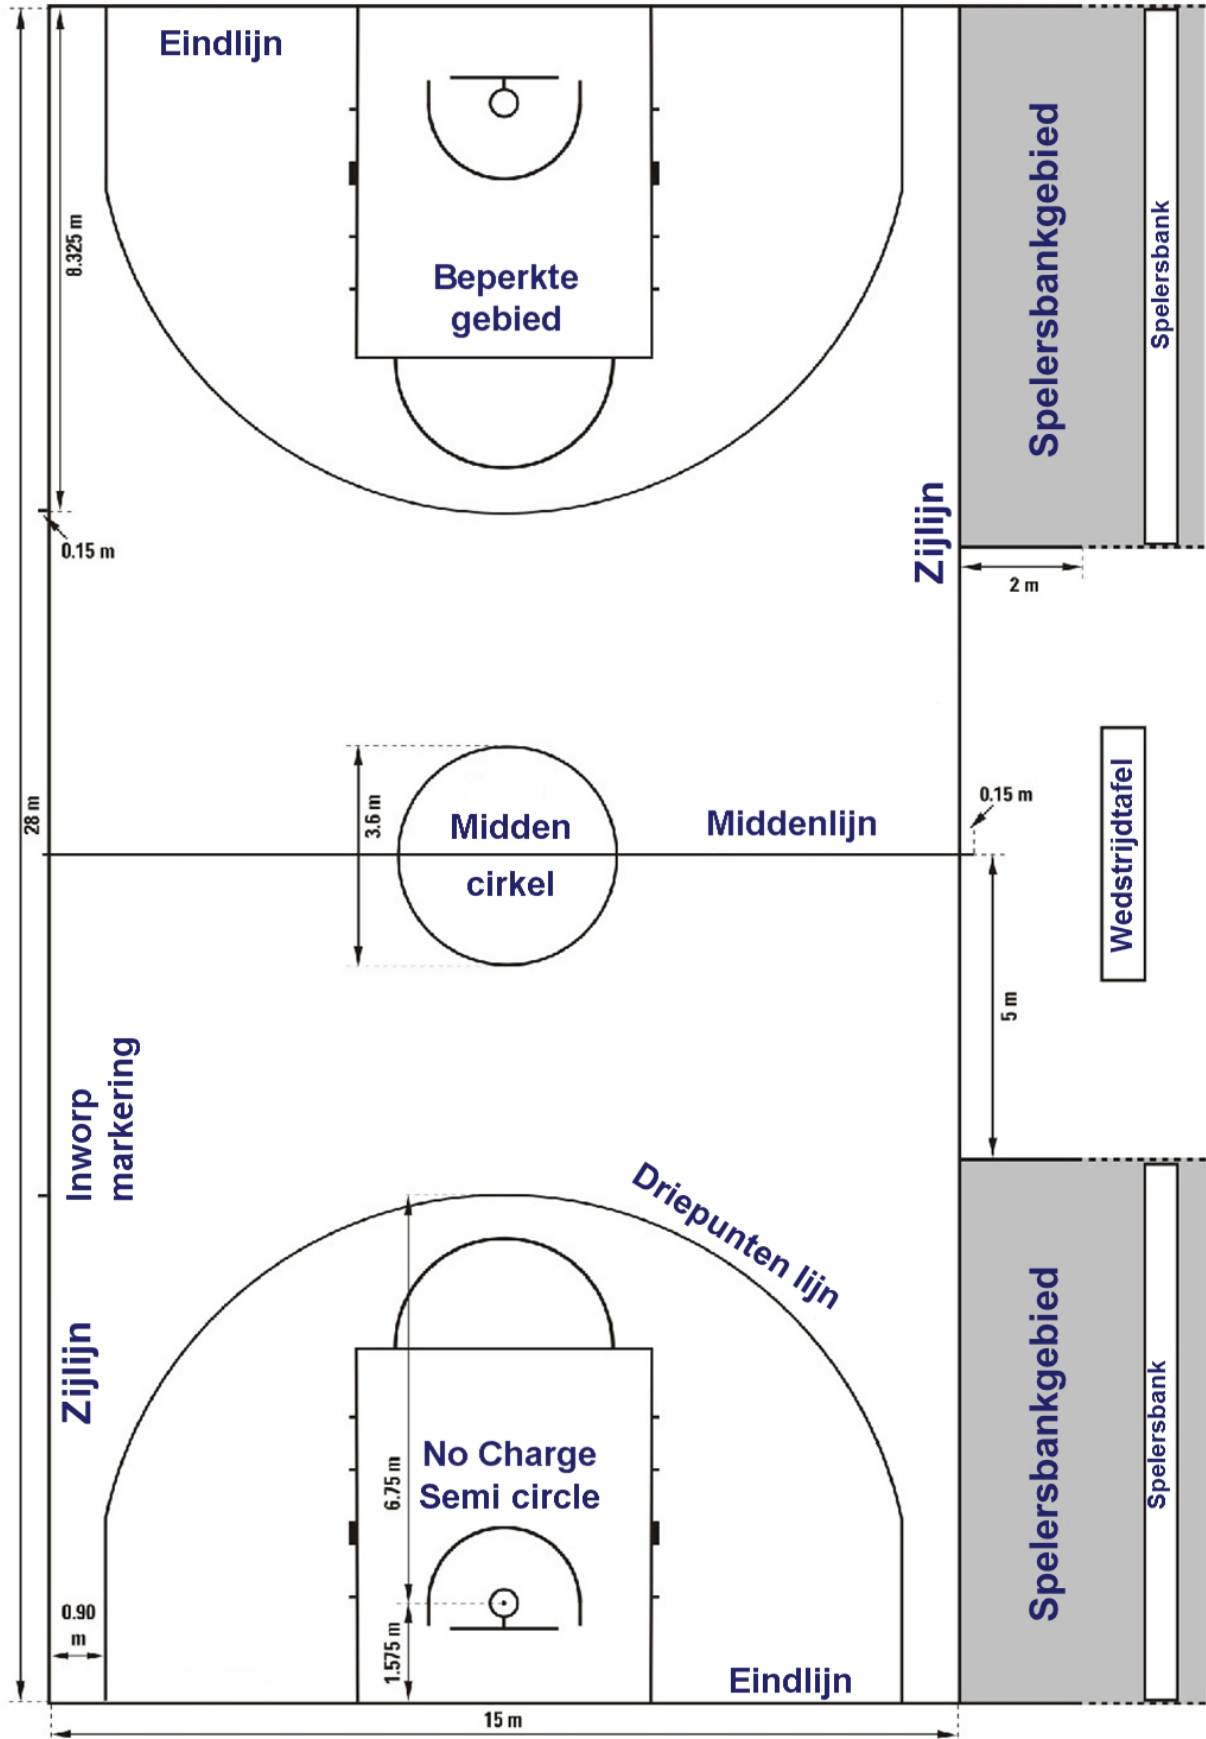 Eindlijn
8.325 m
Beperkte
gebied
Spelersbankgebied
Spelersbank
0.15 m
Zijlijn
2 m
28 m
3.6 m
Midden
cirkel
Middenlijn
0.15 m
Wedstrijdtafel
5 m
Inworp
markering
Driepunten lijn
Zijlijn
No Charge
Semi circle
6.75 m
Spelersbankgebied
Spelersbank
0.90
m
1.575 m
Eindlijn
15 m